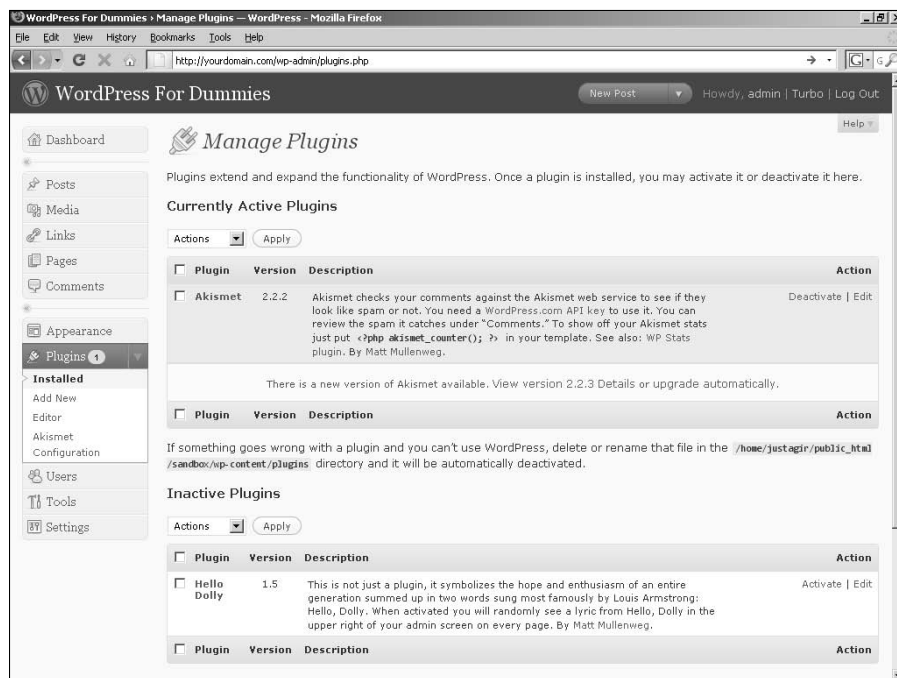 WordPress For Dummies › Manage Plugins — WordPress - Mozilla Firefox
File Edit View History Bookmarks Tools Help
http://yourdomain.com/wp-admin/plugins.php
WordPress For Dummies
New Post
Howdy, admin | Turbo | Log Out
Help
Dashboard
Posts
Media
Links
Pages
Comments
Appearance
Plugins 1
Installed
Add New
Editor
Akismet
Configuration
Users
Tools
Settings
Manage Plugins
Plugins extend and expand the functionality of WordPress. Once a plugin is installed, you may activate it or deactivate it here.
Currently Active Plugins
Actions Apply
Plugin Version Description Action
Akismet 2.2.2 Akismet checks your comments against the Akismet web service to see if they Deactivate | Edit
look like spam or not. You need a WordPress.com API key to use it. You can
review the spam it catches under “Comments.” To show off your Akismet stats
just put <?php akismet_counter(); ?> in your template. See also: WP Stats
plugin. By Matt Mullenweg.
There is a new version of Akismet available. View version 2.2.3 Details or upgrade automatically.
Plugin Version Description Action
If something goes wrong with a plugin and you can’t use WordPress, delete or rename that file in the /home/justagir/public_html
/sandbox/wp-content/plugins directory and it will be automatically deactivated.
Inactive Plugins
Actions Apply
Plugin Version Description Action
Hello 1.5 This is not just a plugin, it symbolizes the hope and enthusiasm of an entire Activate | Edit
Dolly generation summed up in two words sung most famously by Louis Armstrong:
Hello, Dolly. When activated you will randomly see a lyric from Hello, Dolly in the
upper right of your admin screen on every page. By Matt Mullenweg.
Plugin Version Description Action